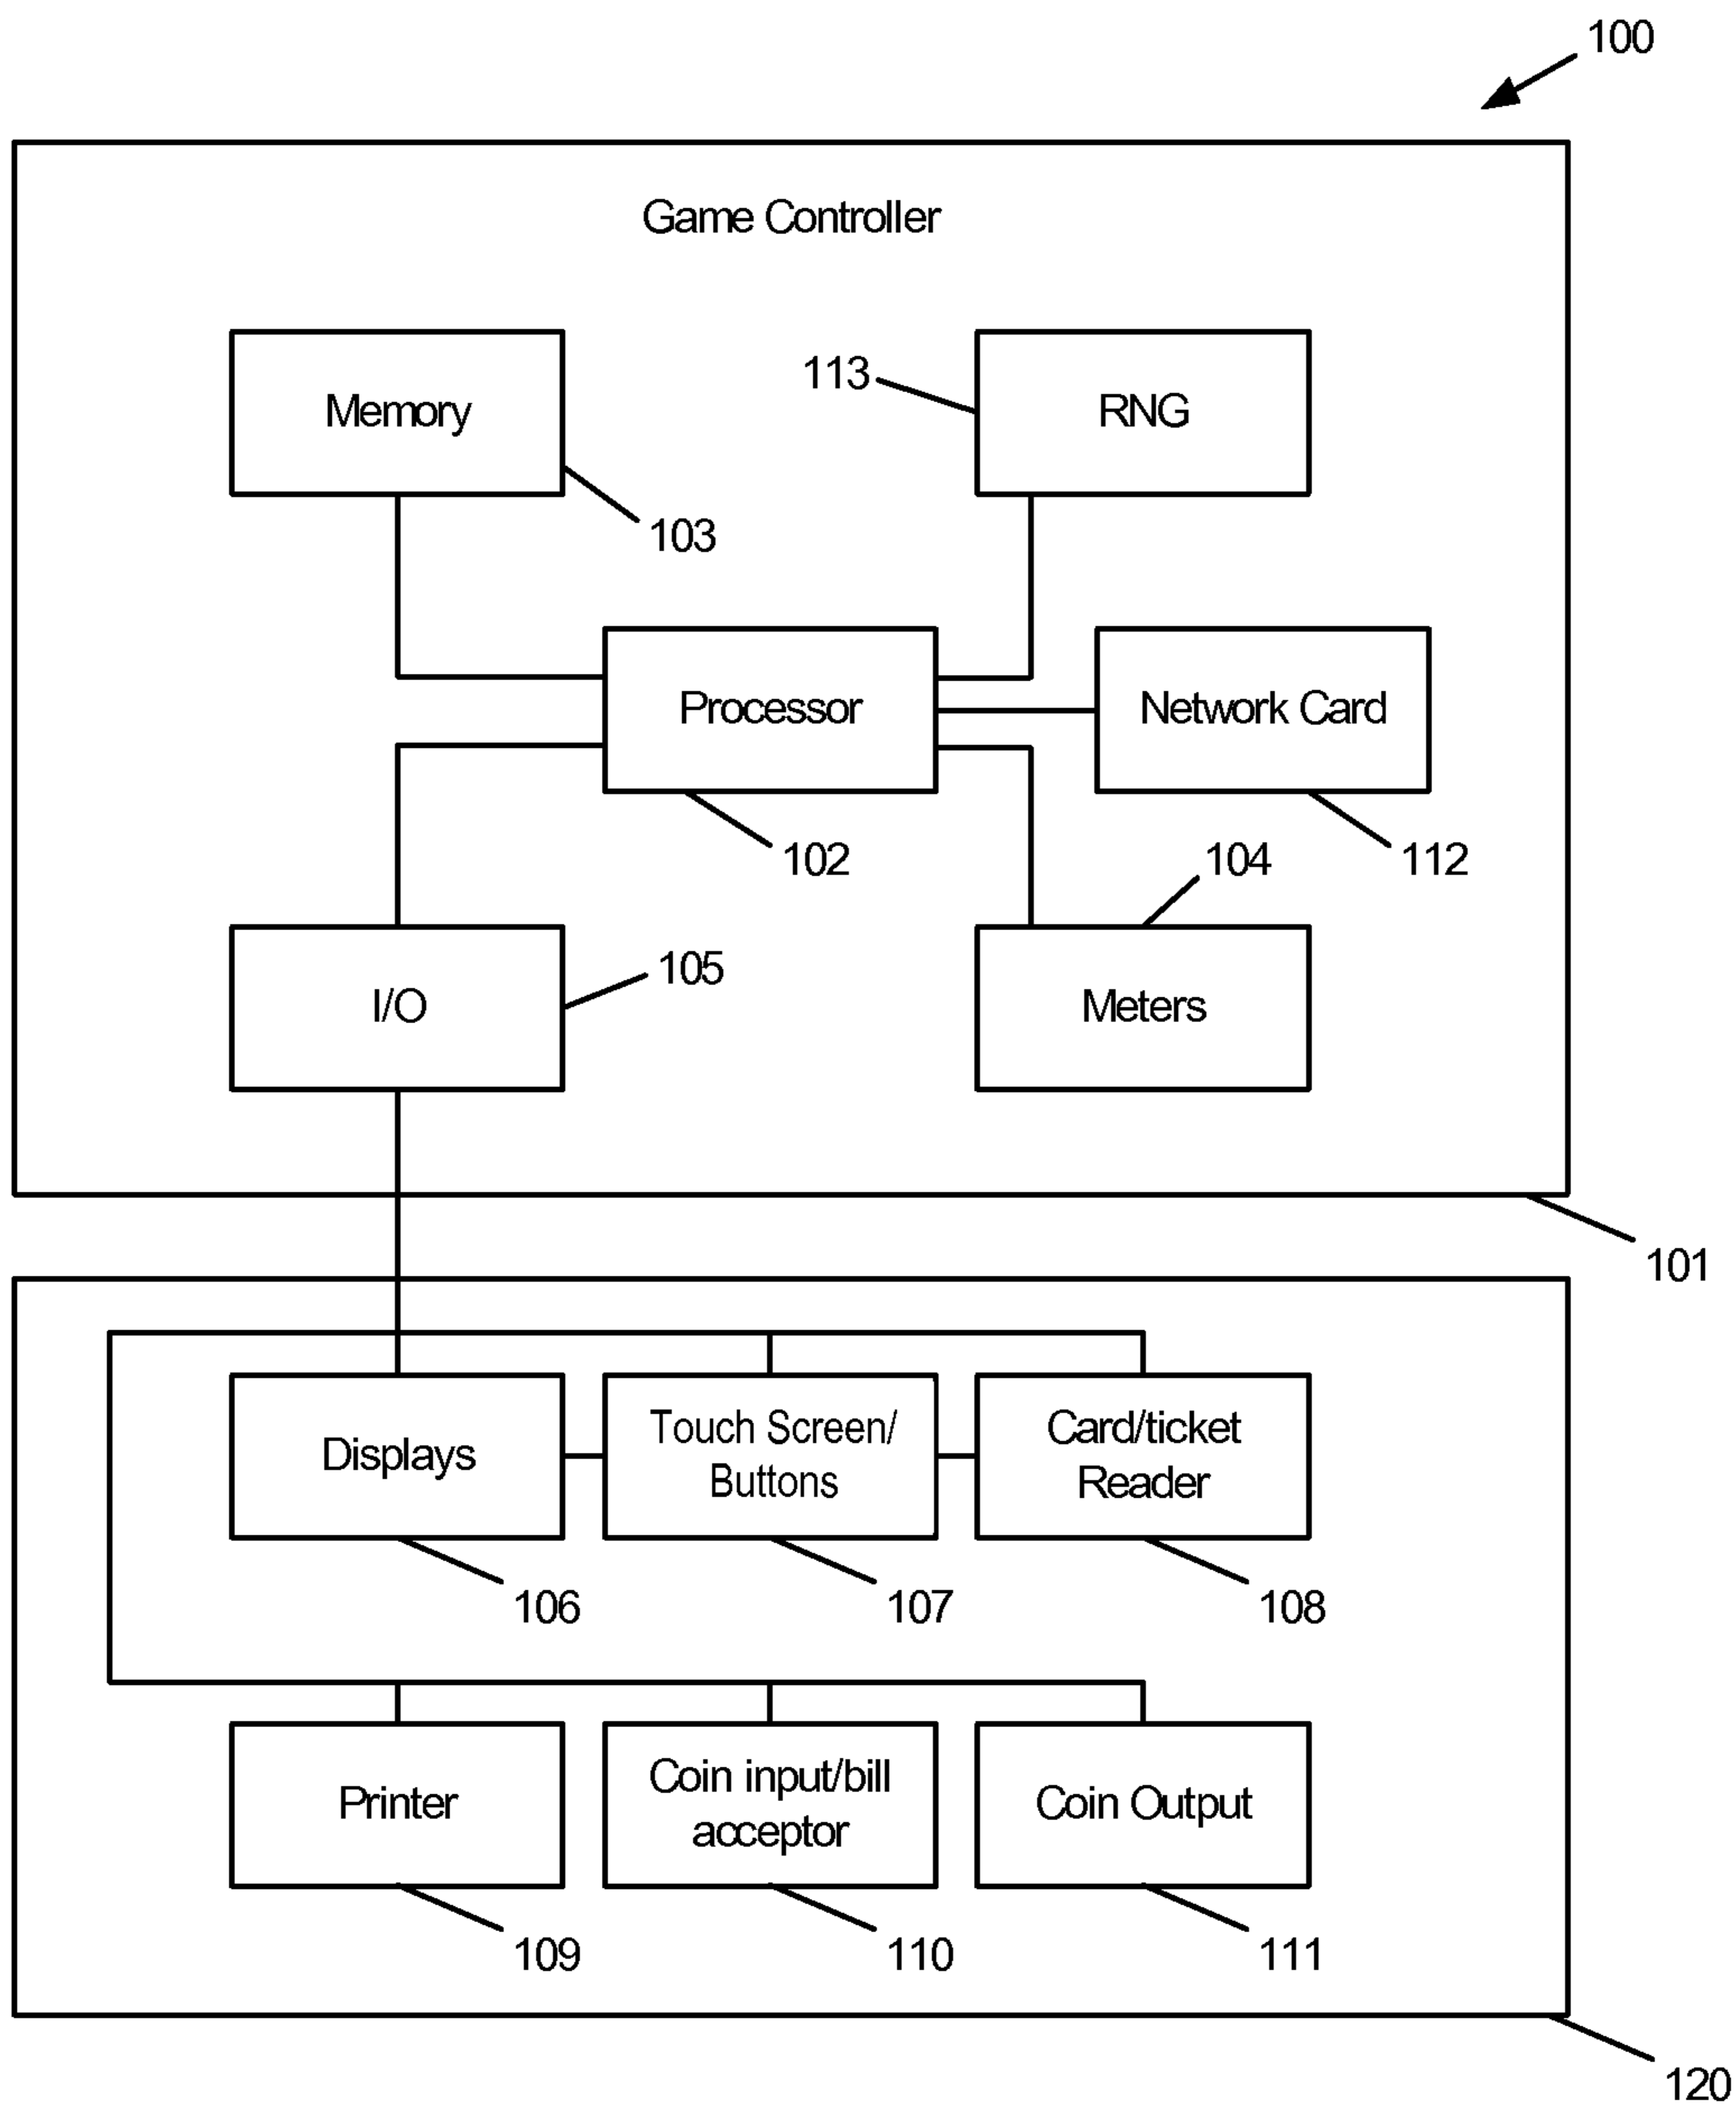 100
Game Controller
Memory
113
RNG
103
Processor
Network Card
102
104
112
I/O
105
Meters
101
Displays
Touch Screen/
Buttons
Card/ticket
Reader
106
107
108
Printer
Coin input/bill
acceptor
Coin Output
109
110
111
120